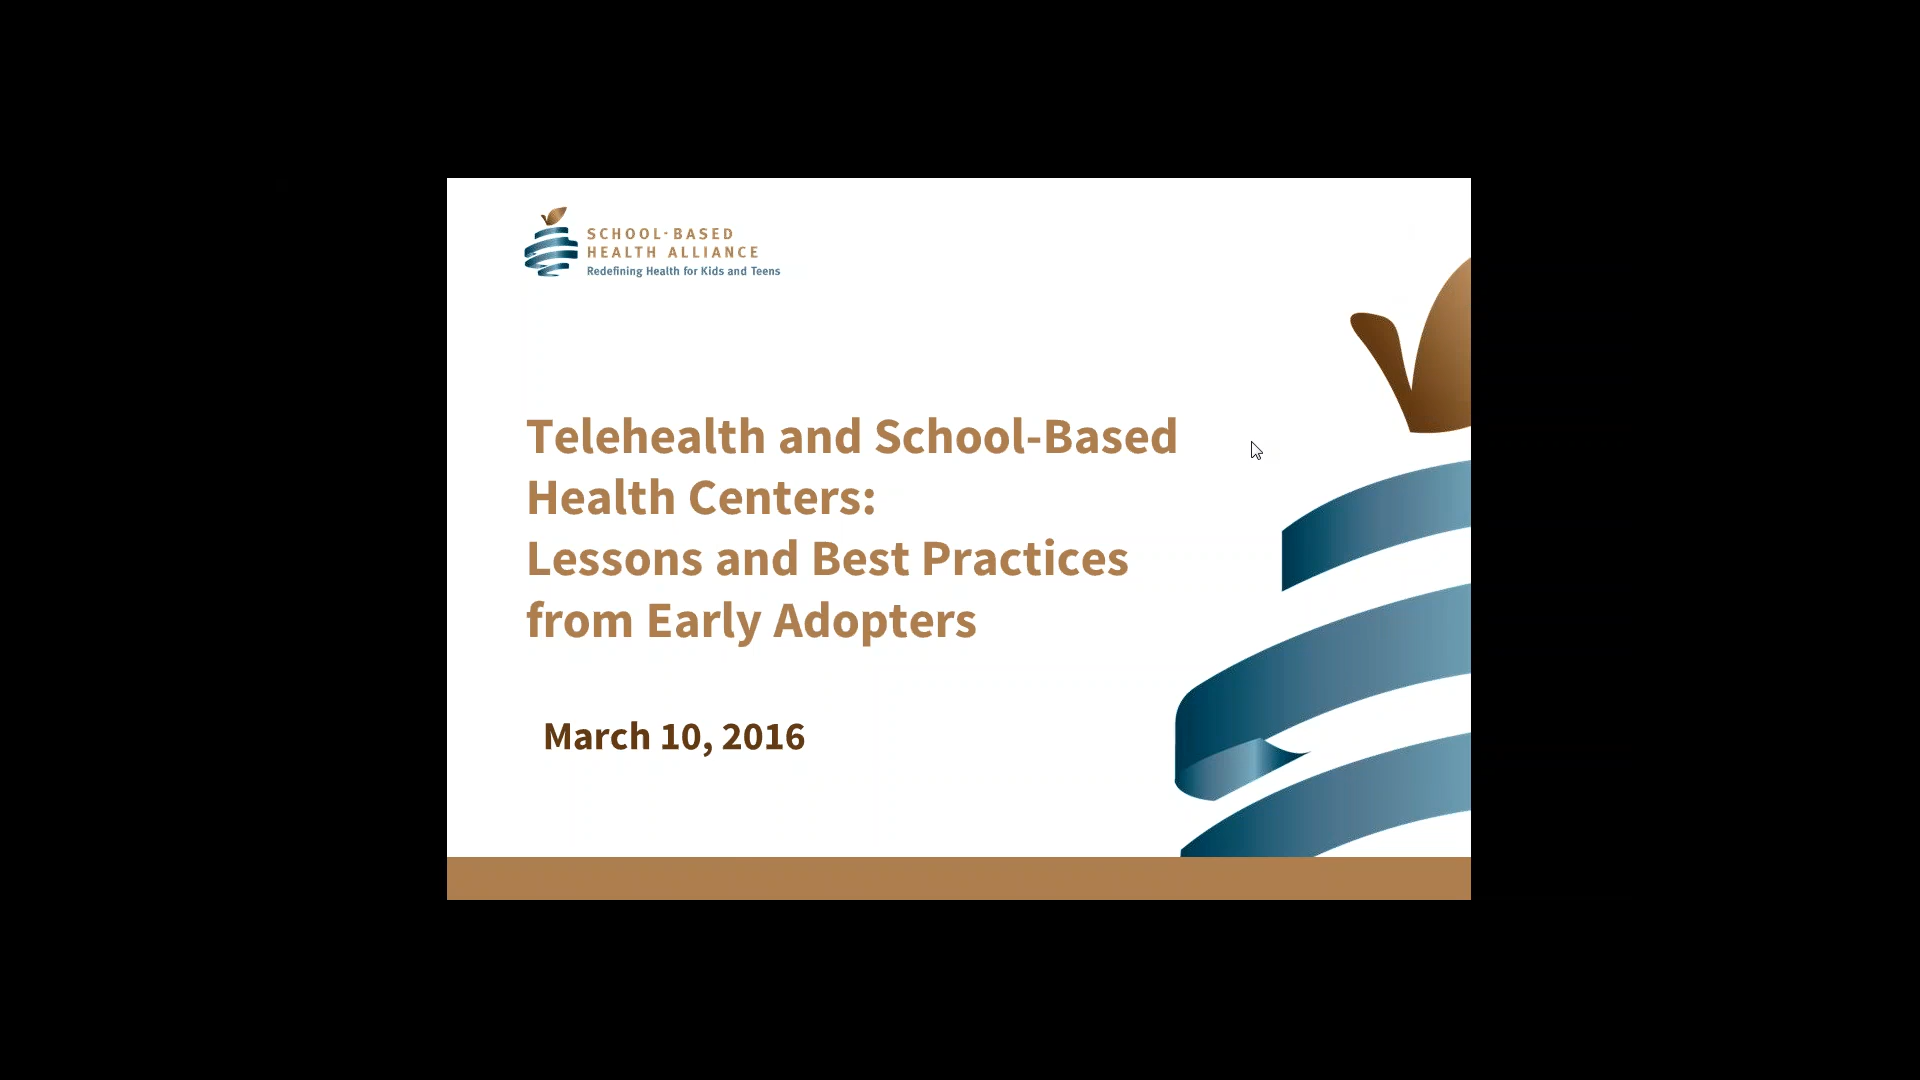 SCHOOL-BASED
HEALTH ALLIANCE
Redefining Health for Kids and Teens
Telehealth and School-Based
Health Centers:
Lessons and Best Practices
from Early Adopters
March 10, 2016